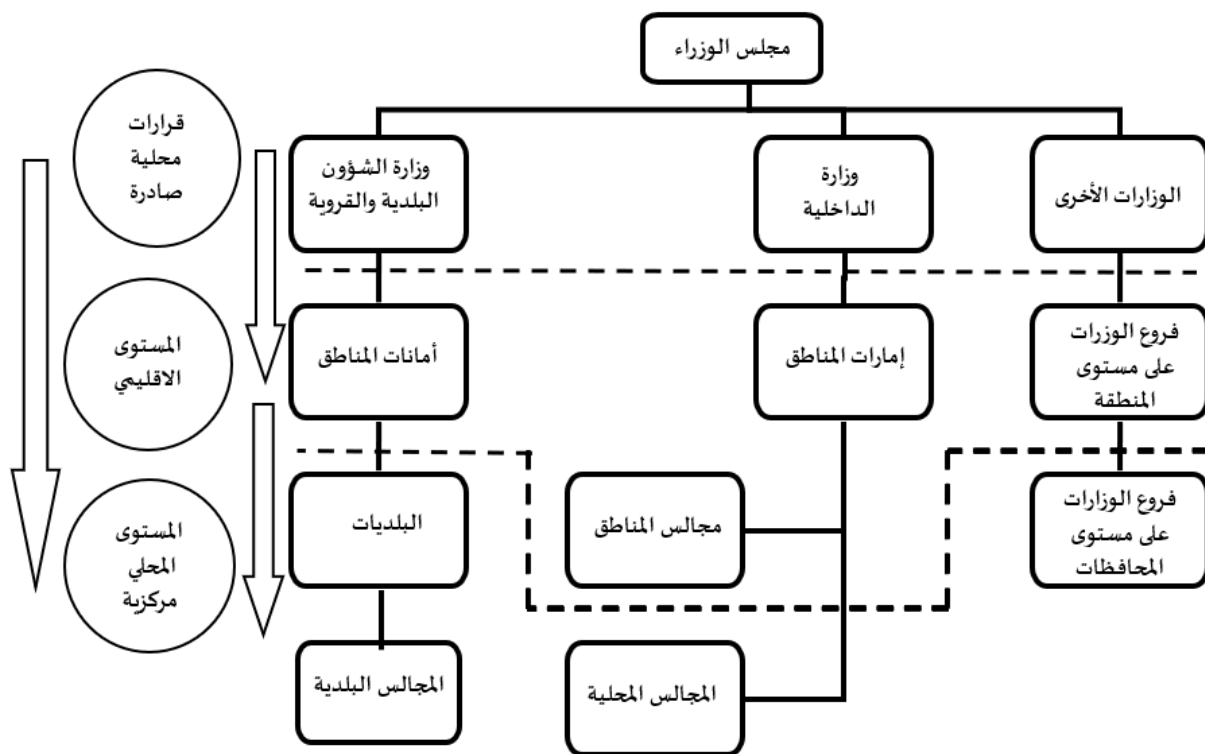 مجلس الوزراء
قرارات
محلية
صادرة
وزارة الشؤون
البلدية والقروية
وزارة
الداخلية
الوزارات الأخرى
المستوى
الاقليمي
أمانات المناطق
إمارات المناطق
فروع الوزرات
على مستوى
المنطقة
المستوى
المحلي
مركزية
البلديات
مجالس المناطق
فروع الوزارات
على مستوى
المحافظات
المجالس البلدية
المجالس المحلية